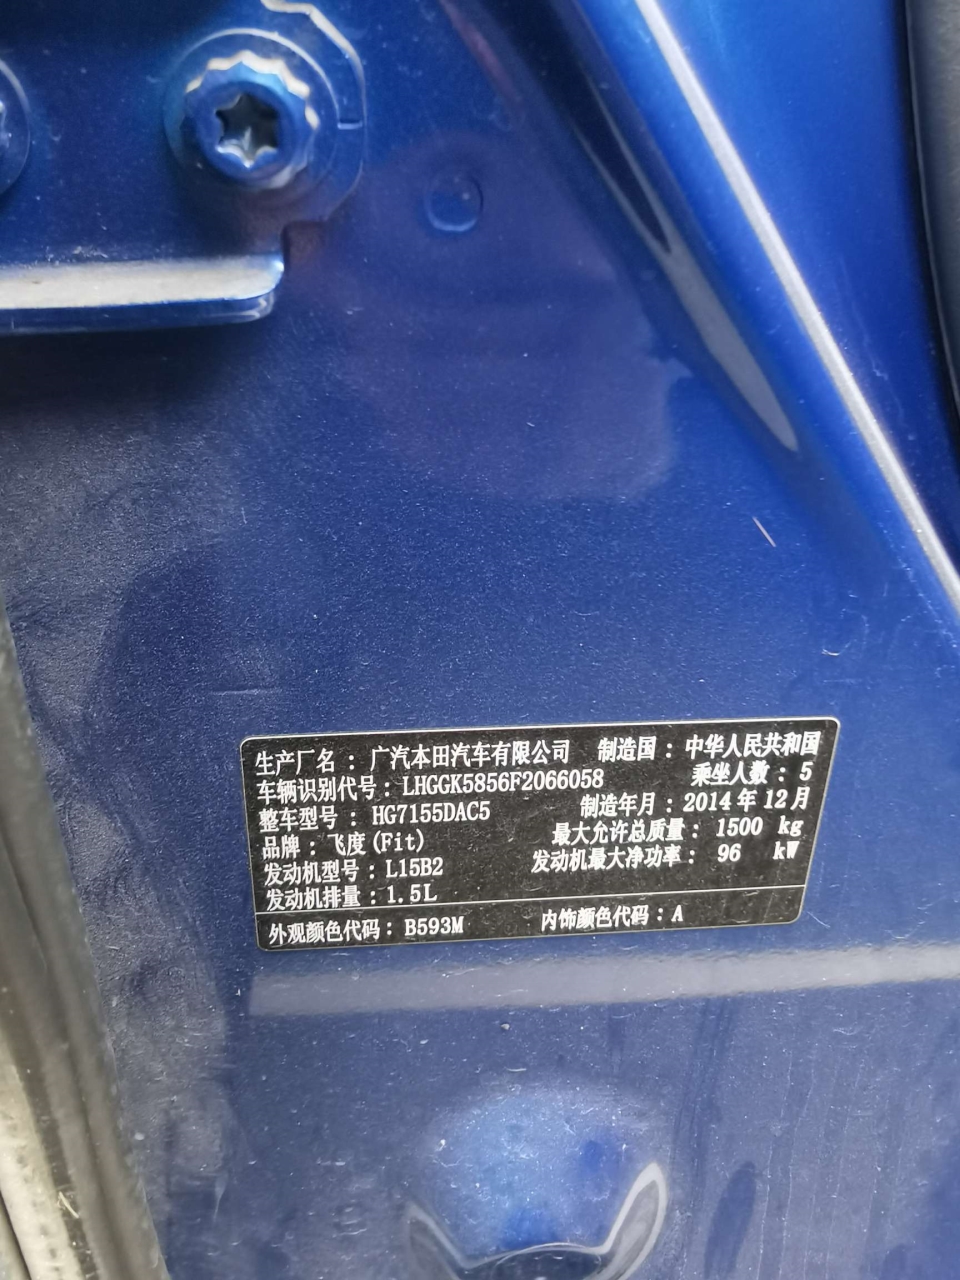 生产厂名：广汽本田汽车有限公司 制造国：中华人民共和国
车辆识别代号：LHGGK5856F2066058 乘坐人数：5
整车型号：HG7155DAC5 制造年月：2014年12月
品牌：飞度(Fit) 最大允许总质量：1500 kg
发动机型号：L15B2 发动机最大净功率：96 kW
发动机排量：1.5L
外观颜色代码：B593M 内饰颜色代码：A